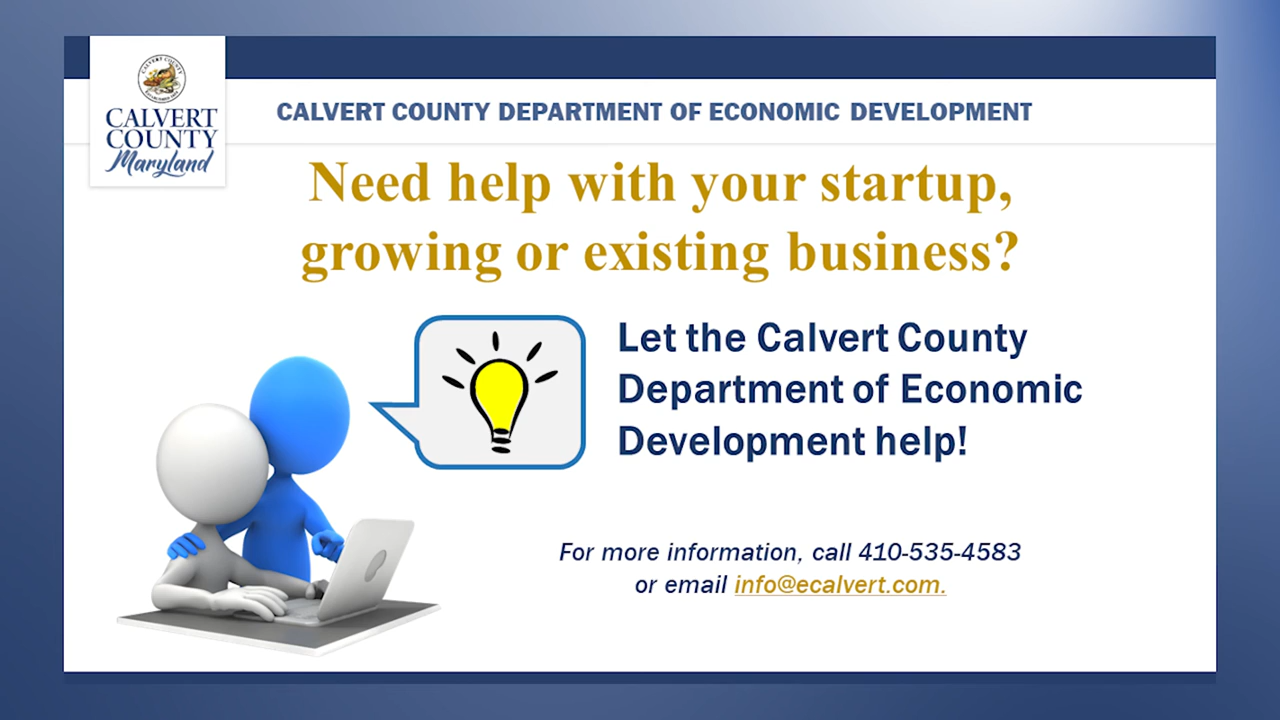 CALVERT COUNTY
CALVERT
COUNTY
Maryland
CALVERT COUNTY DEPARTMENT OF ECONOMIC DEVELOPMENT
Need help with your startup,
growing or existing business?
Let the Calvert County
Department of Economic
Development help!
For more information, call 410-535-4583
or email info@ecalvert.com.